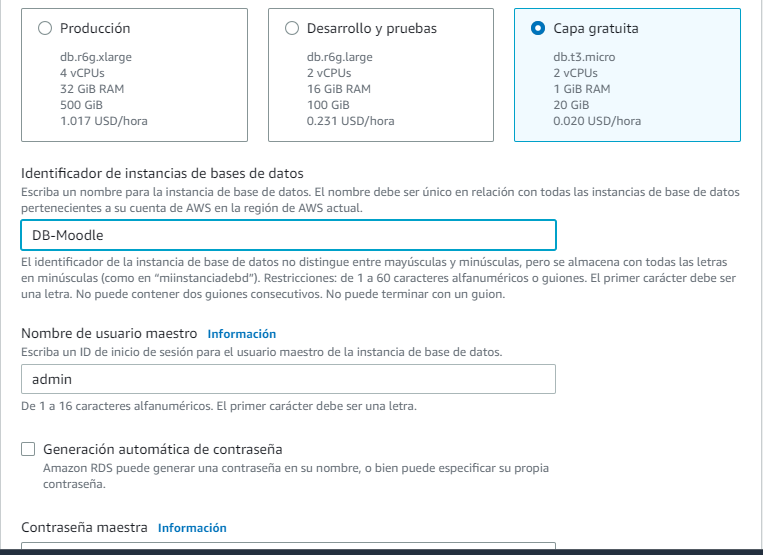 Producción
db.r6g.xlarge
4 vCPUs
32 GiB RAM
500 GiB
1.017 USD/hora
Desarrollo y pruebas
db.r6g.large
2 vCPUs
16 GiB RAM
100 GiB
0.231 USD/hora
Capa gratuita
db.t3.micro
2 vCPUs
1 GiB RAM
20 GiB
0.020 USD/hora
Identificador de instancias de bases de datos
Escriba un nombre para la instancia de base de datos. El nombre debe ser único en relación con todas las instancias de base de datos
pertenecientes a su cuenta de AWS en la región de AWS actual.
DB-Moodle
El identificador de la instancia de base de datos no distingue entre mayúsculas y minúsculas, pero se almacena con todas las letras
en minúsculas (como en “miinstanciadebd”). Restricciones: de 1 a 60 caracteres alfanuméricos o guiones. El primer carácter debe ser
una letra. No puede contener dos guiones consecutivos. No puede terminar con un guion.
Nombre de usuario maestro Información
Escriba un ID de inicio de sesión para el usuario maestro de la instancia de base de datos.
admin
De 1 a 16 caracteres alfanuméricos. El primer carácter debe ser una letra.
Generación automática de contraseña
Amazon RDS puede generar una contraseña en su nombre, o bien puede especificar su propia
contraseña.
Contraseña maestra Información